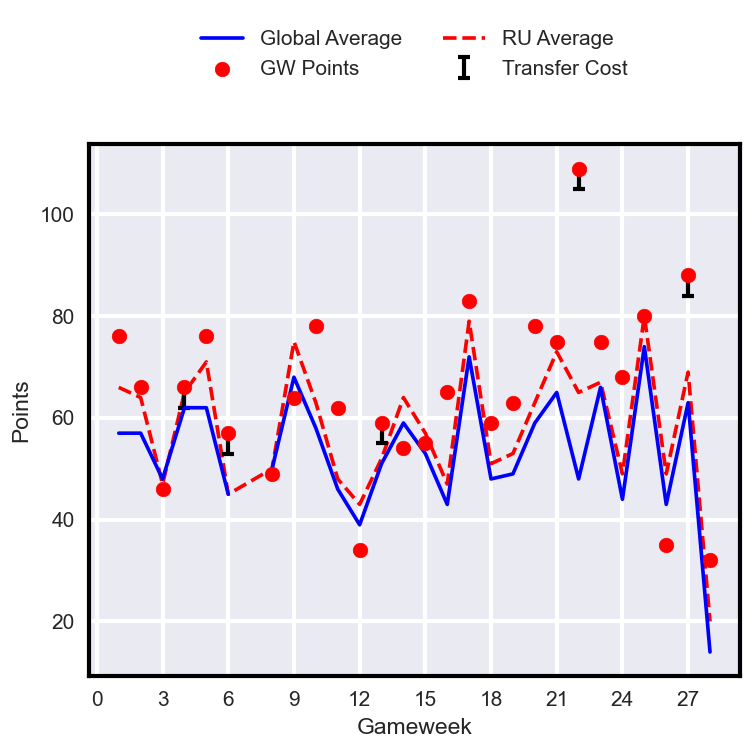 Global Average
RU Average
GW Points
Transfer Cost
Points
100
80
60
40
20
0 3 6 9 12 15 18 21 24 27
Gameweek